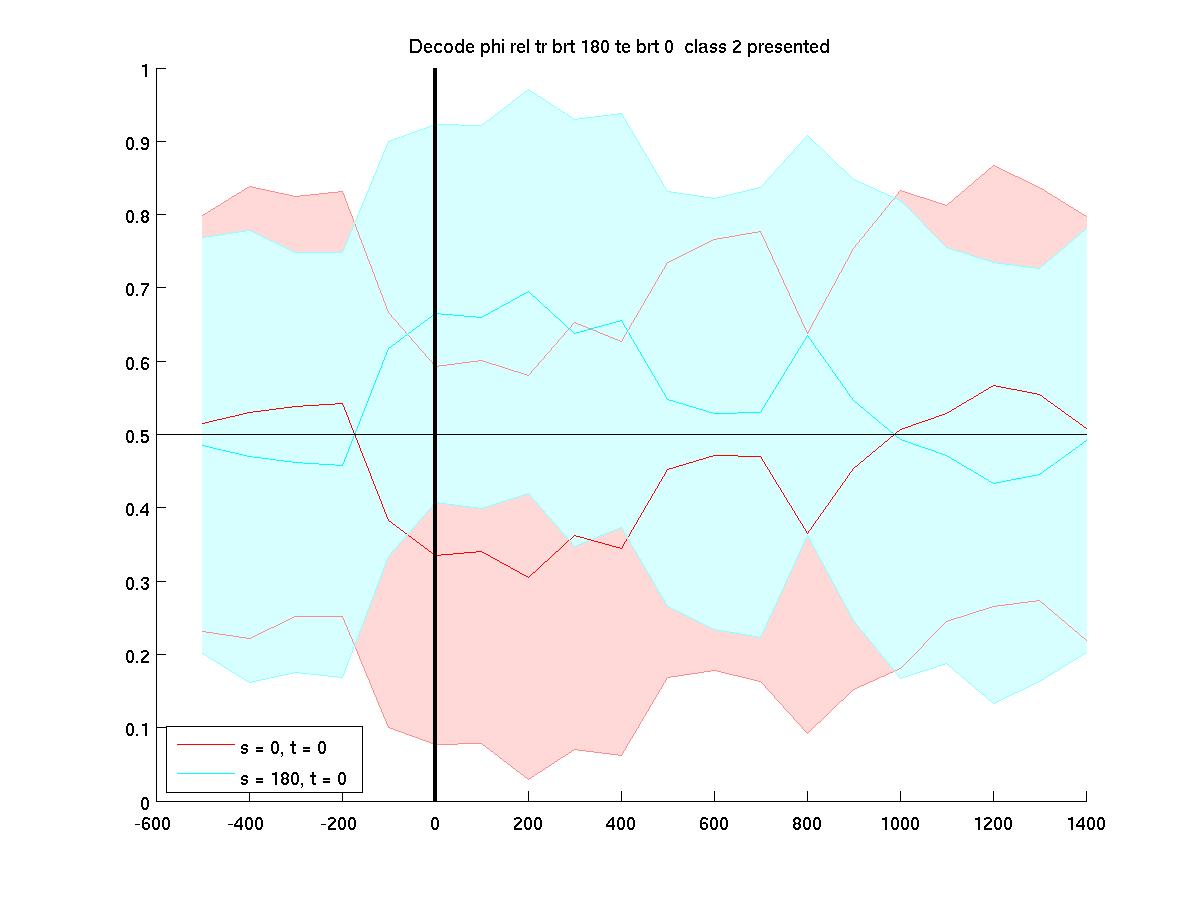 Decode phi rel tr brt 180 te brt 0 class 2 presented
1
0.9
0.8
0.7
0.6
0.5
0.4
0.3
0.2
0.1
0
s = 0, t = 0
s = 180, t = 0
-600 -400 -200 0 200 400 600 800 1000 1200 1400